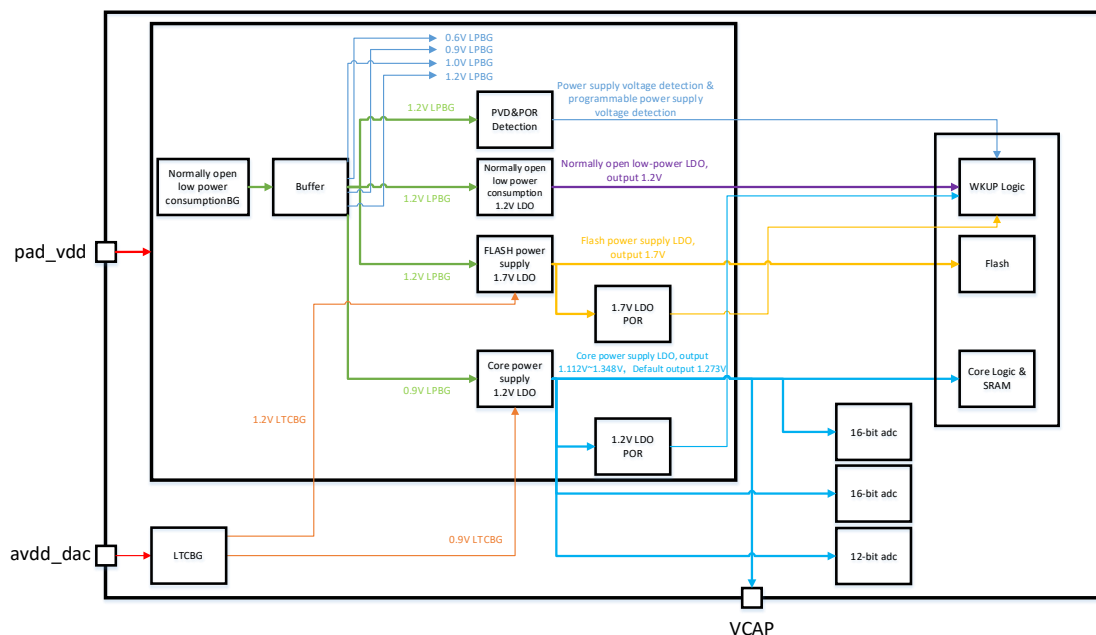 0.6V LPBG
0.9V LPBG
1.0V LPBG
1.2V LPBG
Power supply voltage detection &
programmable power supply
voltage detection
1.2V LPBG
PVD&POR
Detection
Normally open
low power
consumptionBG
Buffer
1.2V LPBG
Normally open
low power
consumption
1.2V LDO
Normally open low-power LDO,
output 1.2V
WKUP Logic
pad_vdd
1.2V LPBG
FLASH power
supply
1.7V LDO
Flash power supply LDO,
output 1.7V
Flash
1.7V LDO
POR
Core power supply LDO, output
1.112V~1.348V, Default output 1.273V
0.9V LPBG
Core power
supply
1.2V LDO
Core Logic &
SRAM
1.2V LTCBG
1.2V LDO
POR
16-bit adc
16-bit adc
avdd_dac
LTCBG
0.9V LTCBG
12-bit adc
VCAP